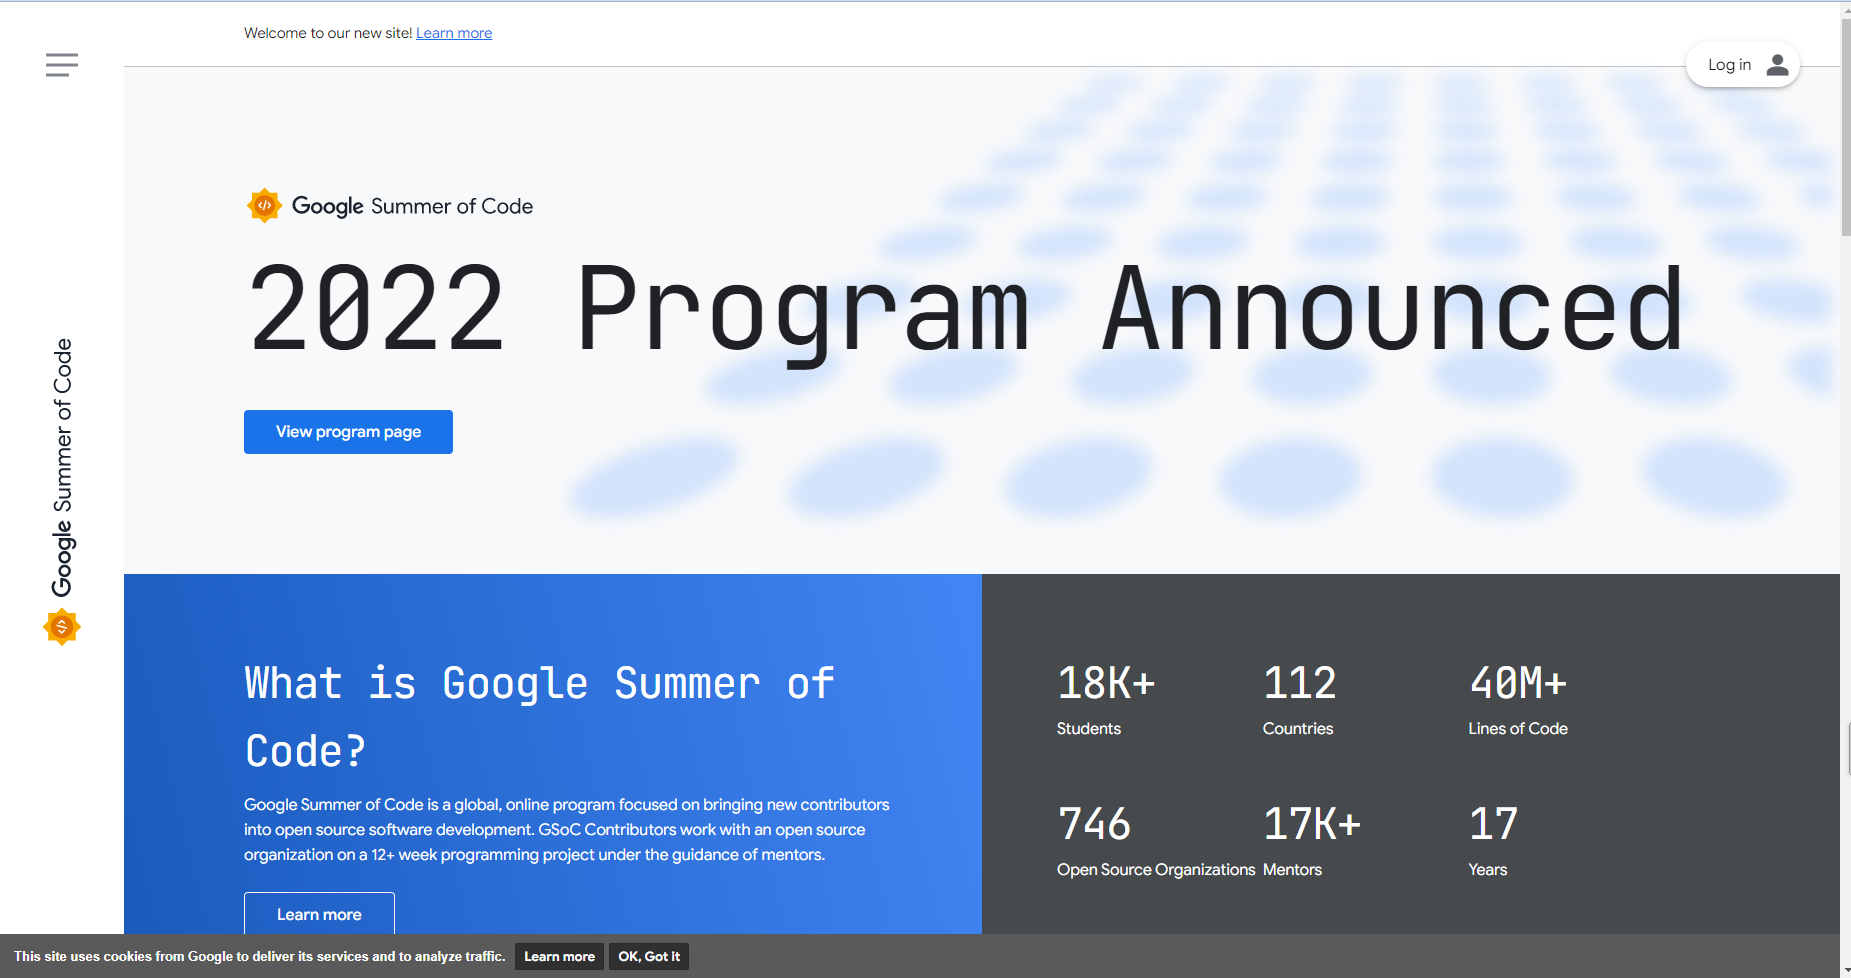 Welcome to our new site! Learn more
Log in
Google Summer of Code
Google Summer of Code
2022 Program Announced
View program page
What is Google Summer of
Code?
Google Summer of Code is a global, online program focused on bringing new contributors
into open source software development. GSoC Contributors work with an open source
organization on a 12+ week programming project under the guidance of mentors.
Learn more
18K+
Students
112
Countries
40M+
Lines of Code
746
Open Source Organizations
17K+
Mentors
17
Years
This site uses cookies from Google to deliver its services and to analyze traffic. Learn more OK, Got it